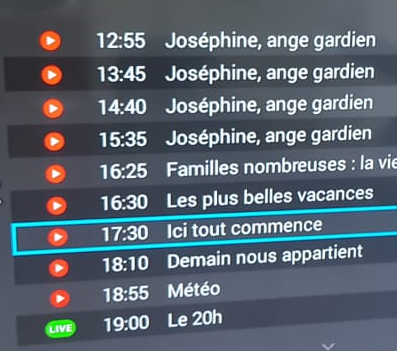 12:55 Joséphine, ange gardien
13:45 Joséphine, ange gardien
14:40 Joséphine, ange gardien
15:35 Joséphine, ange gardien
16:25 Familles nombreuses : la vie
16:30 Les plus belles vacances
17:30 Ici tout commence
18:10 Demain nous appartient
18:55 Météo
LIVE 19:00 Le 20h